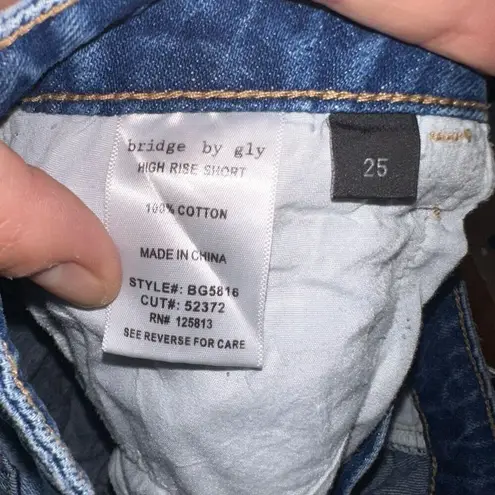 bridge by gly
HIGH RISE SHORT
100% COTTON
MADE IN CHINA
STYLE#: BG5816
CUT#: 52372
RN# 125813
SEE REVERSE FOR CARE
25